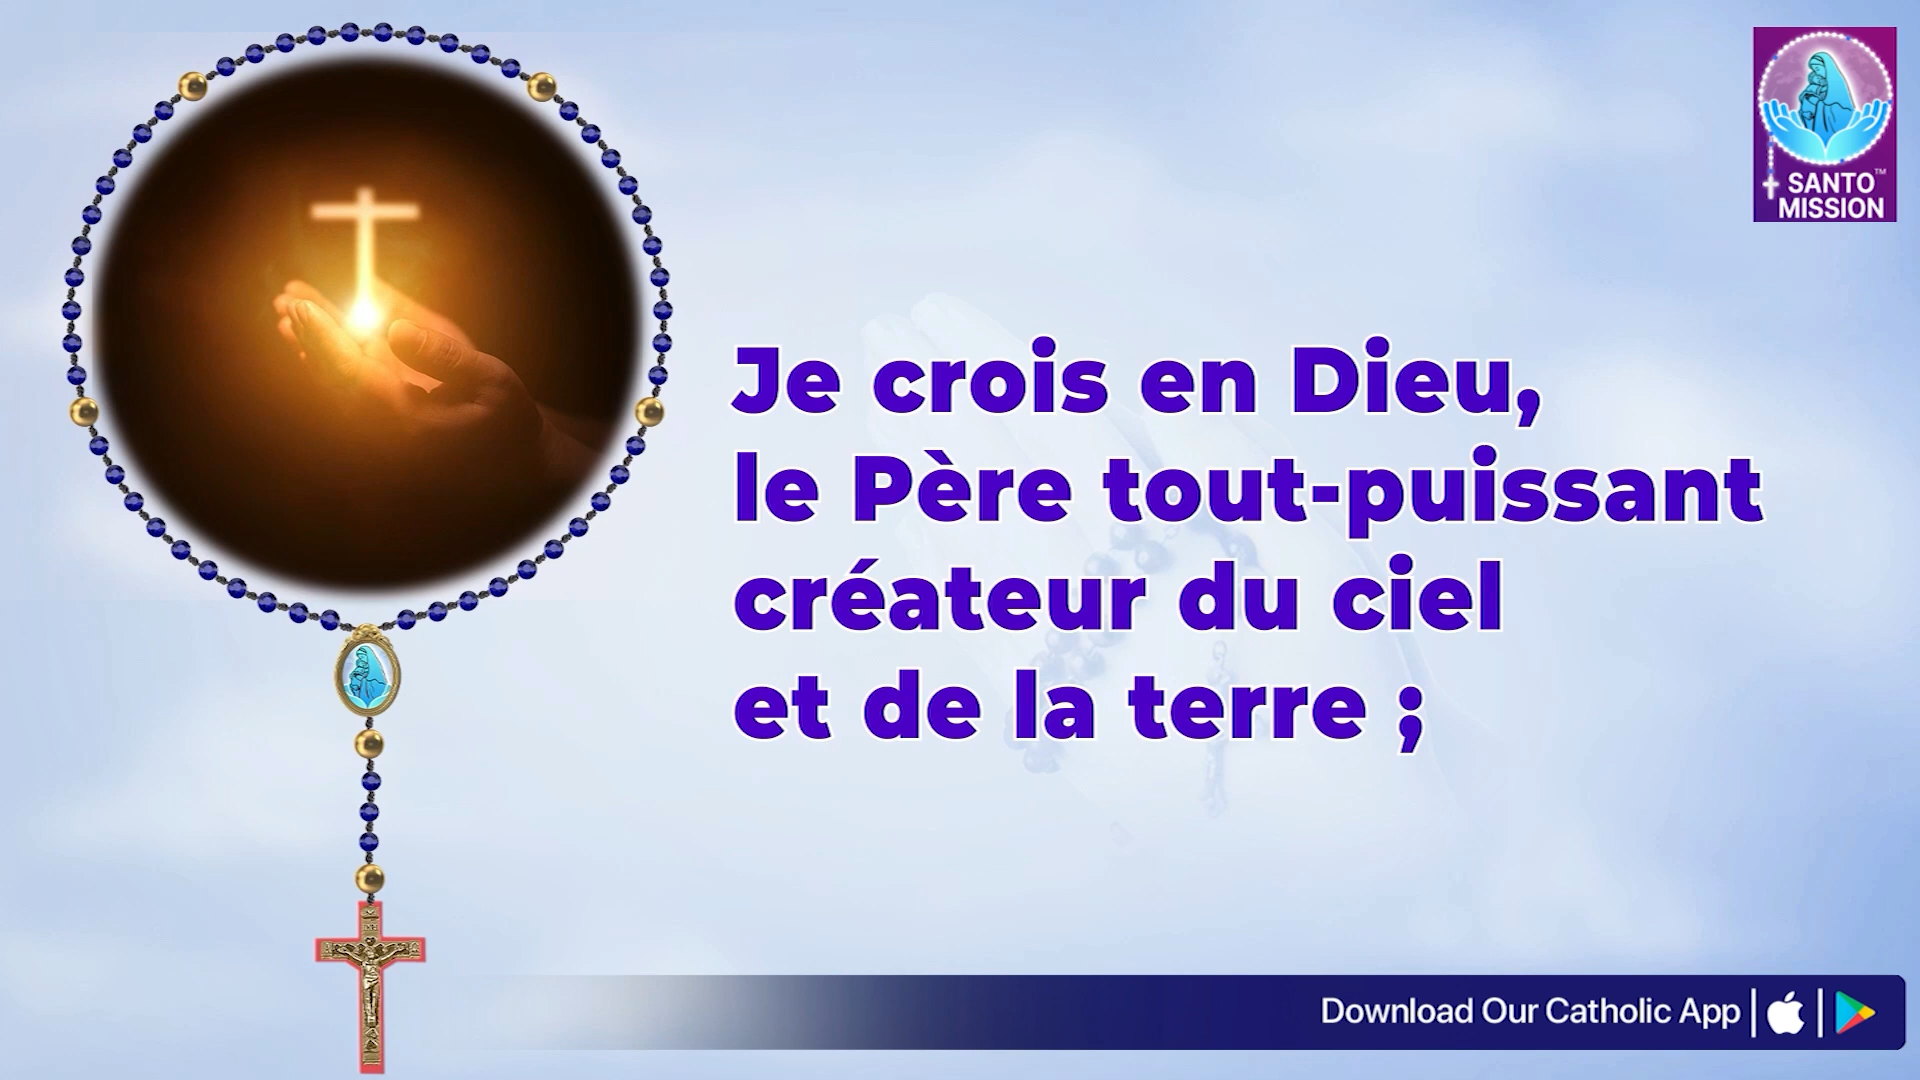 SANTO™
MISSION
Je crois en Dieu,
le Père tout-puissant
créateur du ciel
et de la terre ;
Download Our Catholic App